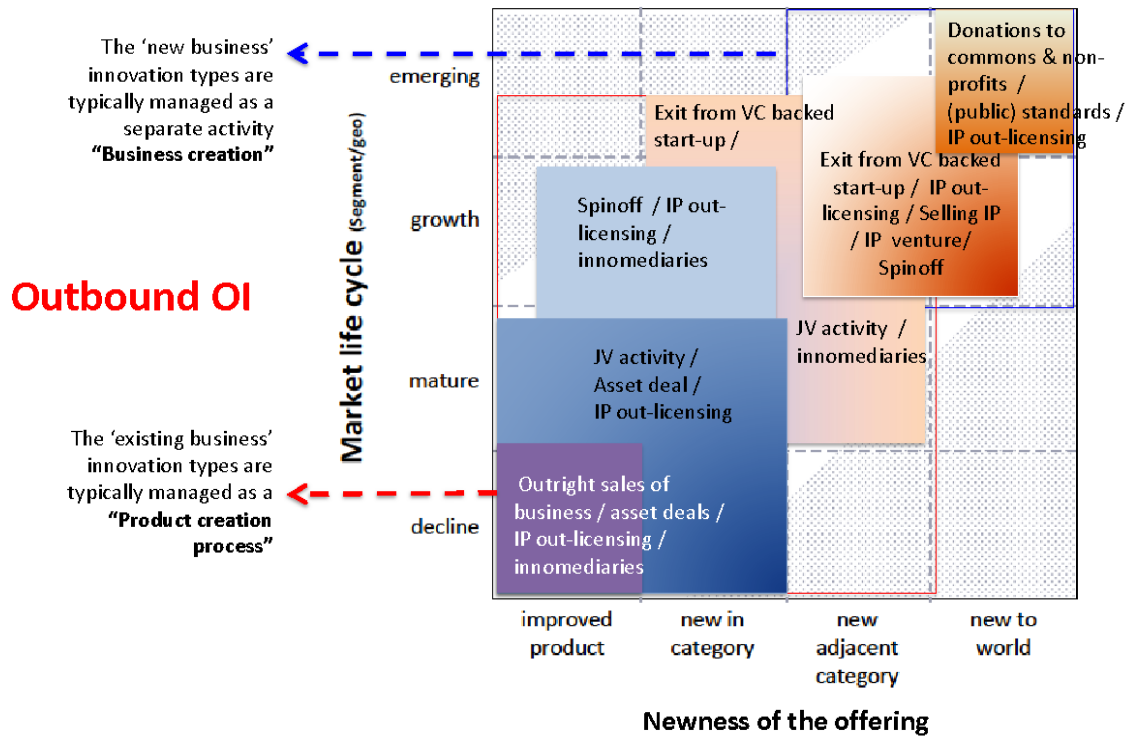 The ‘new business’
innovation types are
typically managed as a
separate activity
“Business creation”
Outbound OI
The ‘existing business’
innovation types are
typically managed as a
“Product creation
process”
Market life cycle (Segment/geo)
emerging
growth
mature
decline
Donations to
commons & non-
profits /
(public) standards /
IP out-licensing
Exit from VC backed
start-up /
Exit from VC backed
start-up / IP out-
licensing / Selling IP
/ IP venture/
Spinoff
Spinoff / IP out-
licensing /
innomediaries
JV activity /
innomediaries
JV activity /
Asset deal /
IP out-licensing
Outright sales of
business / asset deals /
IP out-licensing /
innomediaries
improved
product
new in
category
new
adjacent
category
new to
world
Newness of the offering